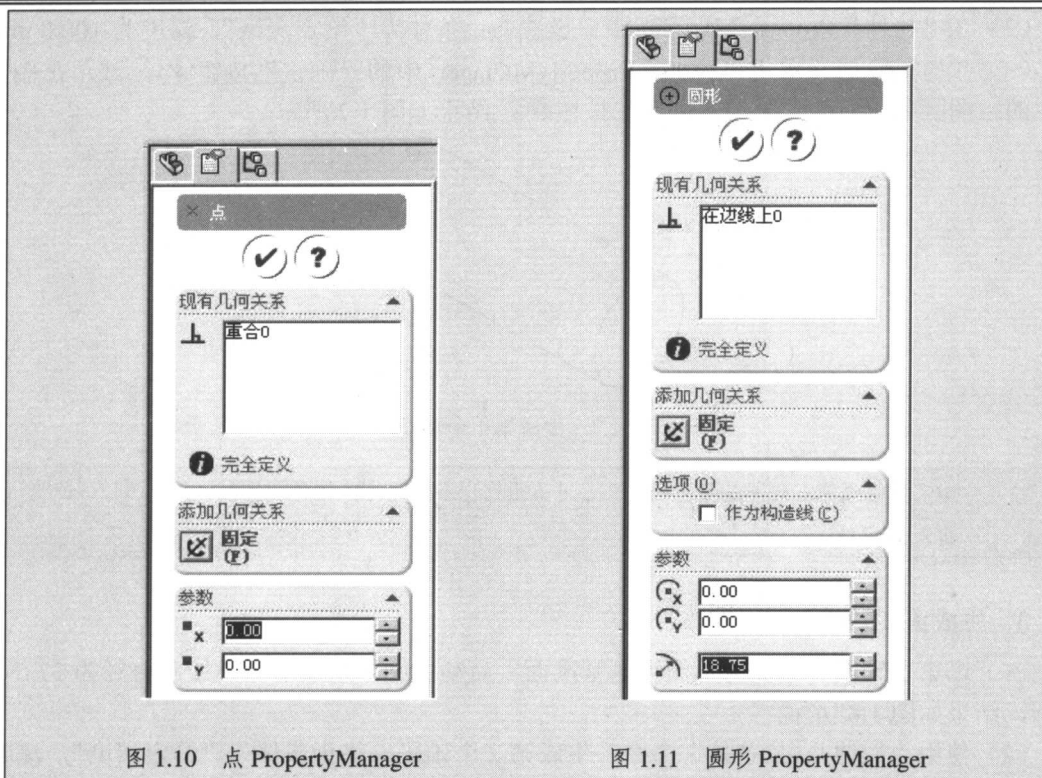 点
?
现有几何关系
重合0
完全定义
添加几何关系
固定
(F)
参数
X 0.00
Y 0.00
图 1.10 点 PropertyManager
圆形
?
现有几何关系
在边线上0
完全定义
添加几何关系
固定
(F)
选项(O)
作为构造线(C)
参数
X 0.00
Y 0.00
18.75
图 1.11 圆形 PropertyManager